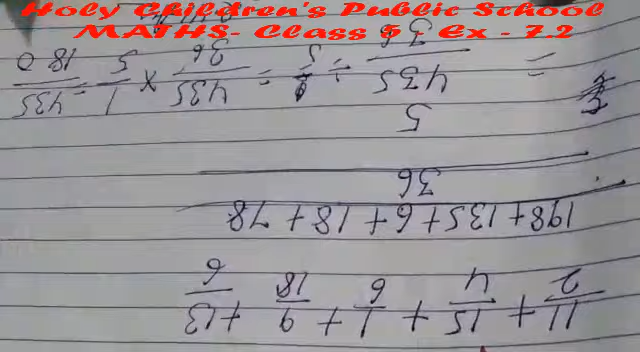 Holy Children's Public School
MATHS- Class 5 , Ex - 7.2
11/2 + 15/4 + 1/6 + 9/18 + 13/6
198+135+6+18+78
36
5
= 435/36 ÷ 5 = 435/36 × 1/5 = 435/180